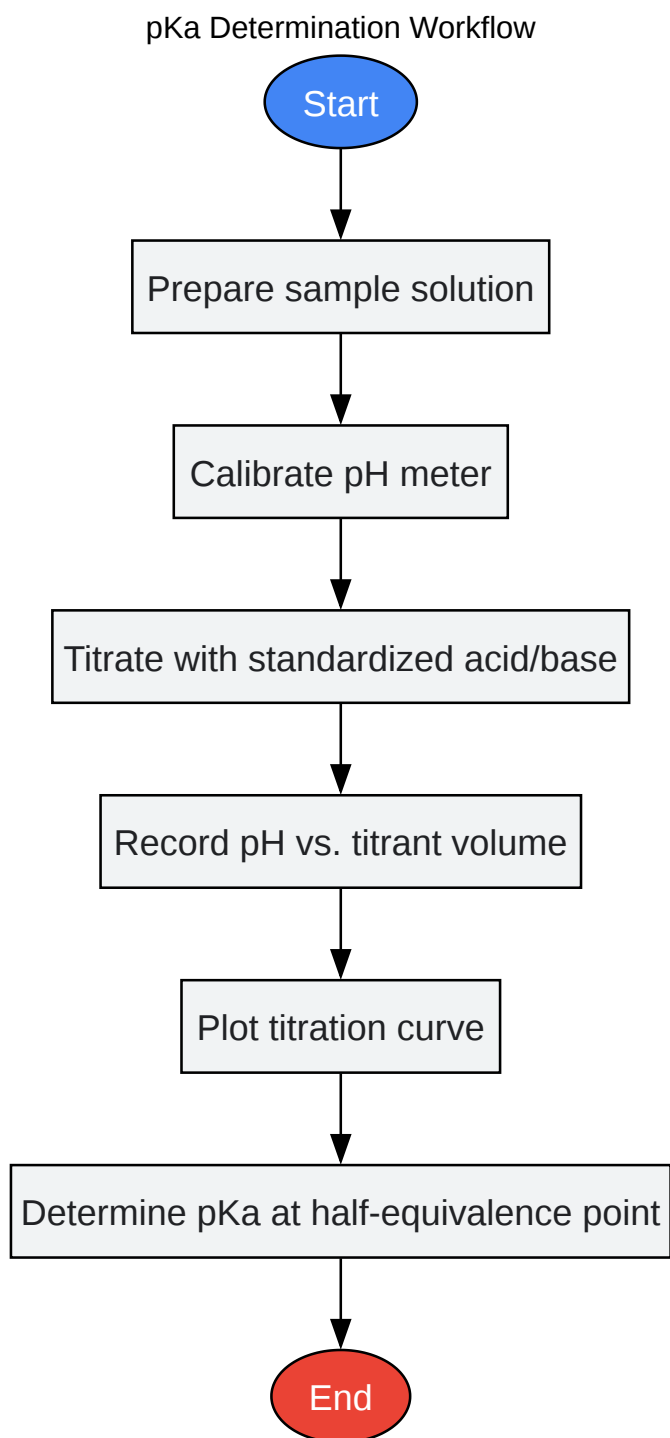 pKa Determination Workflow
Start
Prepare sample solution
Calibrate pH meter
Titrate with standardized acid/base
Record pH vs. titrant volume
Plot titration curve
Determine pKa at half-equivalence point
End